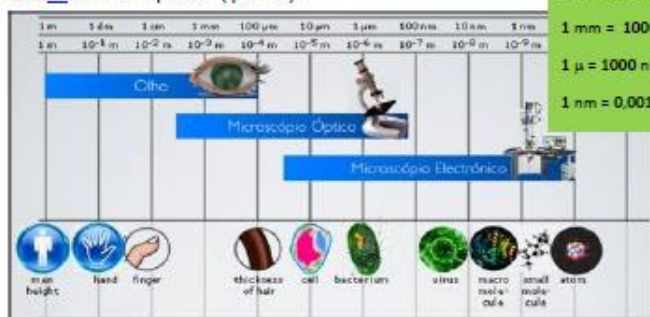 1 m 1 dm 1 cm 1 mm 100 µm 10 µm 1 µm 100 nm 10 nm 1 nm
1 m 10-1 m 10-2 m 10-3 m 10-4 m 10-5 m 10-6 m 10-7 m 10-8 m 10-9 m
1 mm = 1000
1 µ = 1000 n
1 nm = 0,001
Olho
Microscópio Óptico
Microscópio Electrónico
man height
hand
finger
thickness of hair
cell
bacterium
virus
macro mole- cule
small mole- cule
atom